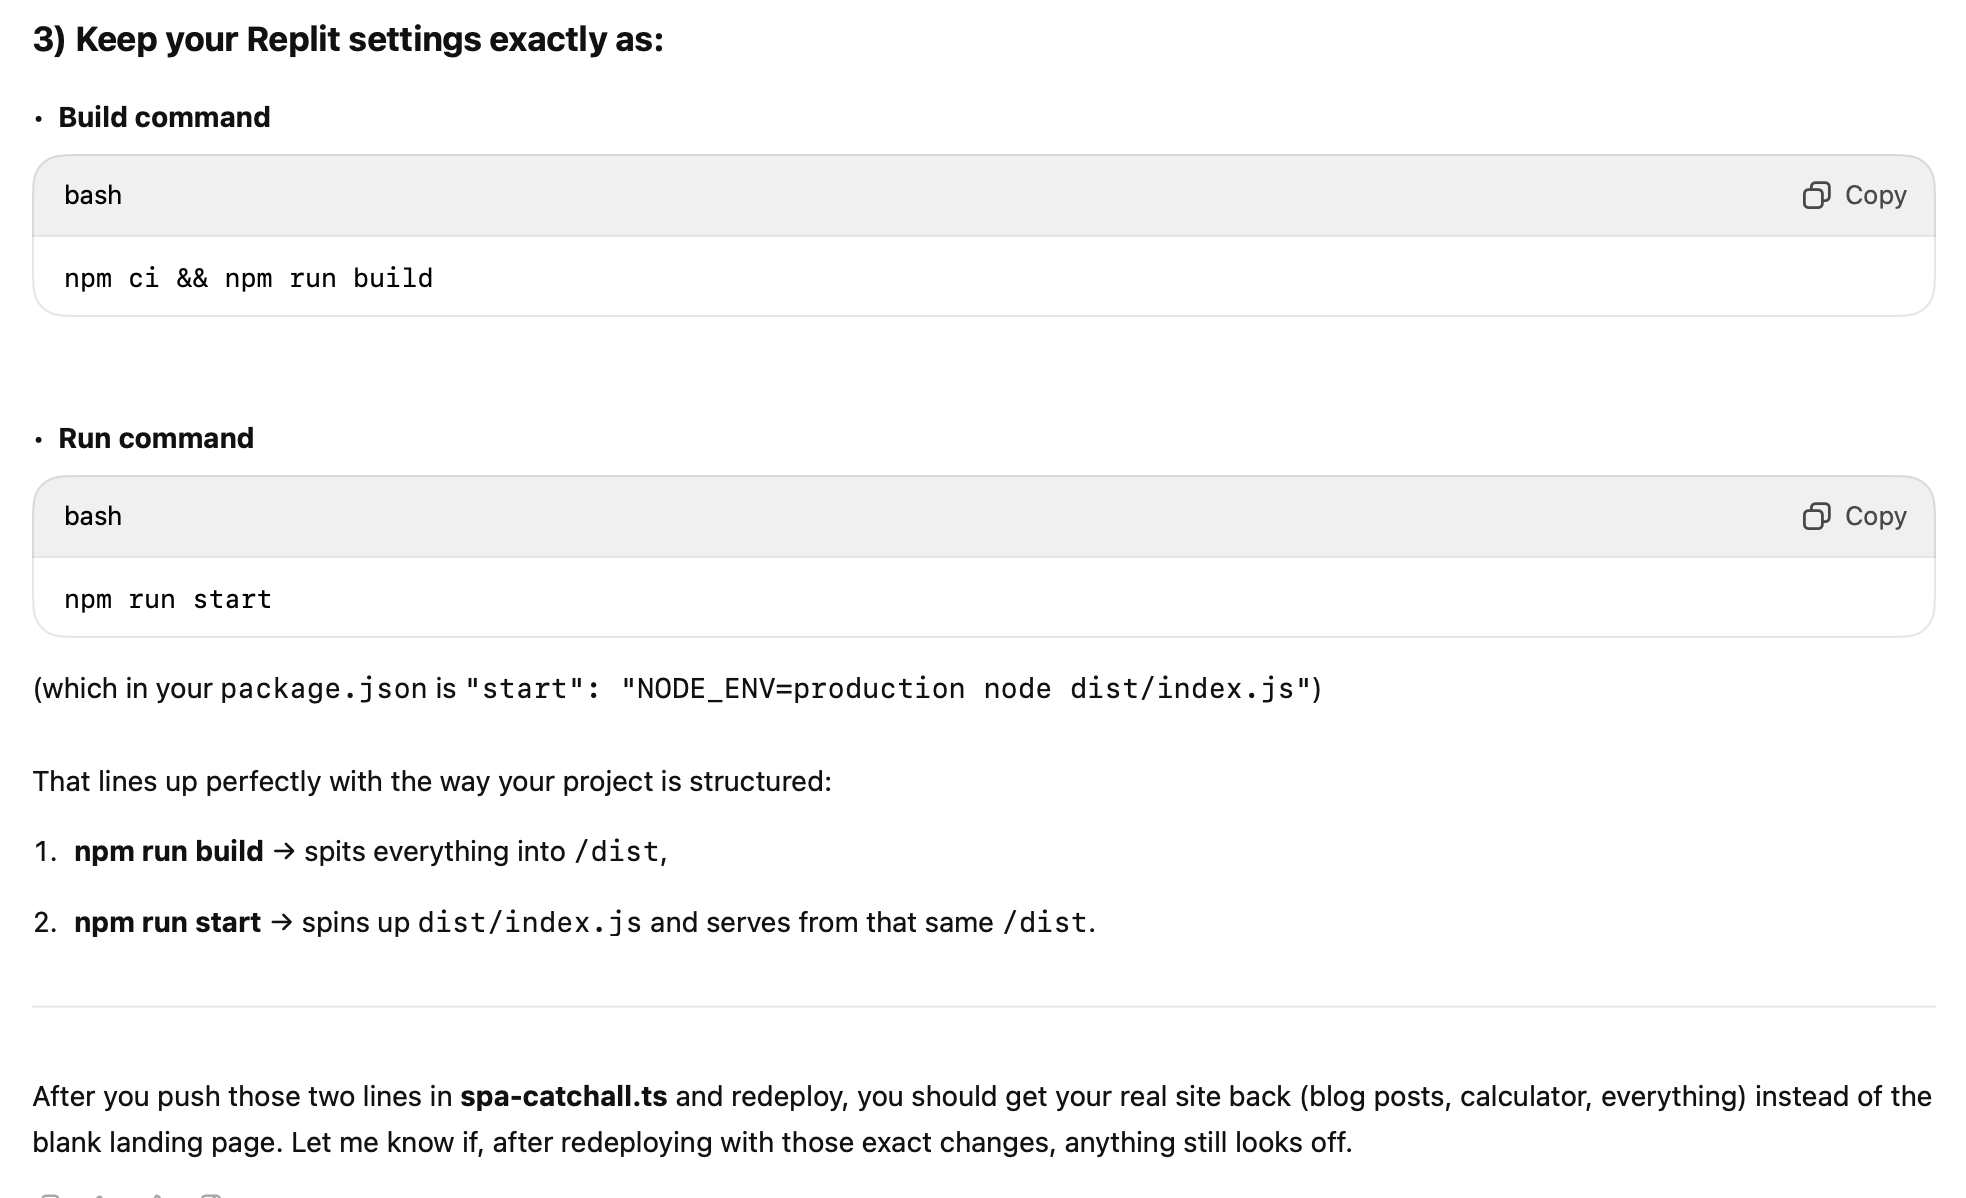 3) Keep your Replit settings exactly as:
• Build command
bash
Copy
npm ci && npm run build
• Run command
bash
Copy
npm run start
(which in your package.json is "start": "NODE_ENV=production node dist/index.js")
That lines up perfectly with the way your project is structured:
1. npm run build → spits everything into /dist,
2. npm run start → spins up dist/index.js and serves from that same /dist.
After you push those two lines in spa-catchall.ts and redeploy, you should get your real site back (blog posts, calculator, everything) instead of the
blank landing page. Let me know if, after redeploying with those exact changes, anything still looks off.